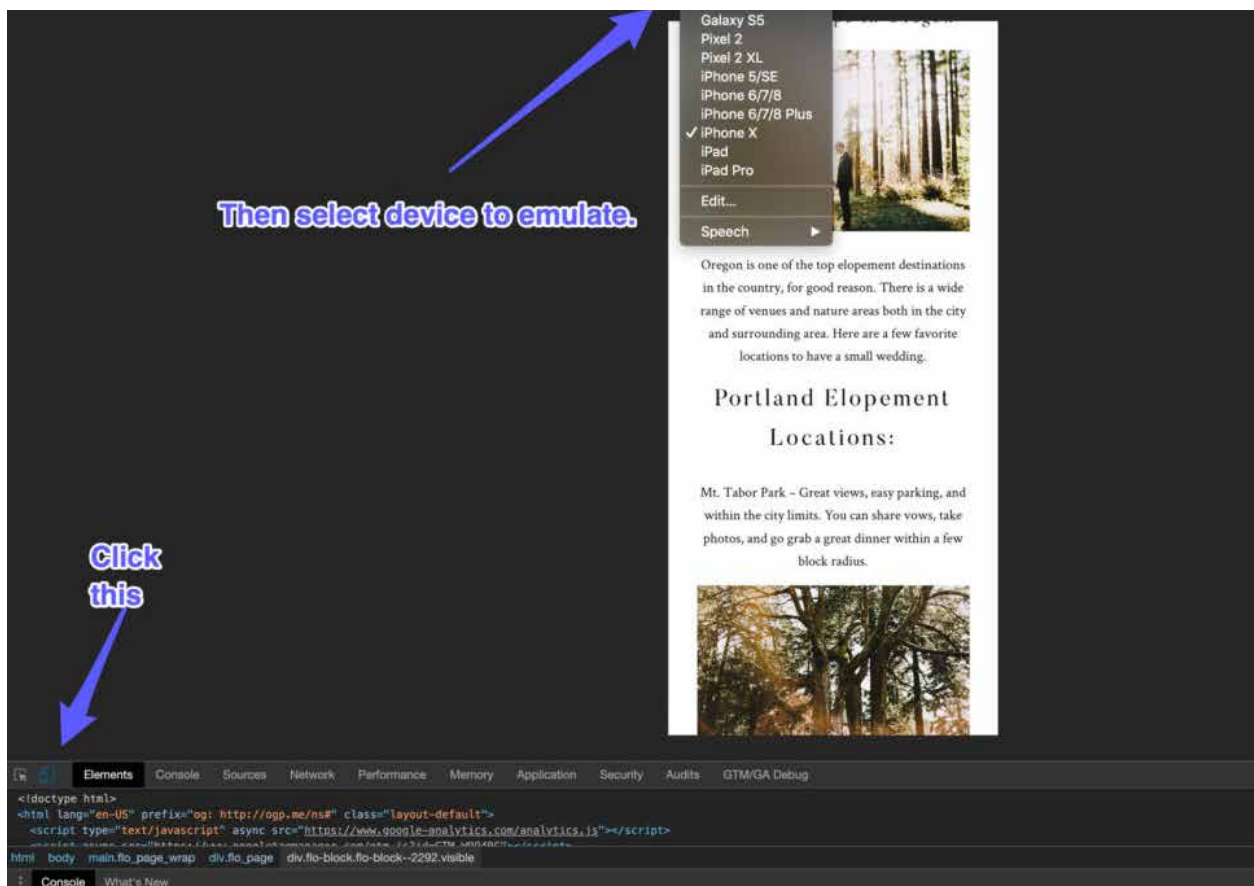 Galaxy S5
Pixel 2
Pixel 2 XL
iPhone 5/SE
iPhone 6/7/8
iPhone 6/7/8 Plus
✓ iPhone X
iPad
iPad Pro
Edit...
Speech
Then select device to emulate.
Oregon is one of the top elopement destinations
in the country, for good reason. There is a wide
range of venues and nature areas both in the city
and surrounding area. Here are a few favorite
locations to have a small wedding.
Portland Elopement
Locations:
Mt. Tabor Park – Great views, easy parking, and
within the city limits. You can share vows, take
photos, and go grab a great dinner within a few
block radius.
Click
this
Elements Console Sources Network Performance Memory Application Security Audits GTM/GA Debug
<!doctype html>
<html lang="en-US" prefix="og: http://ogp.me/ns#" class="layout-default">
<script type="text/javascript" async src="https://www.google-analytics.com/analytics.js"></script>
html body main.flo_page_wrap div.flo_page div.flo-block.flo-block--2292.visible
Console What's New